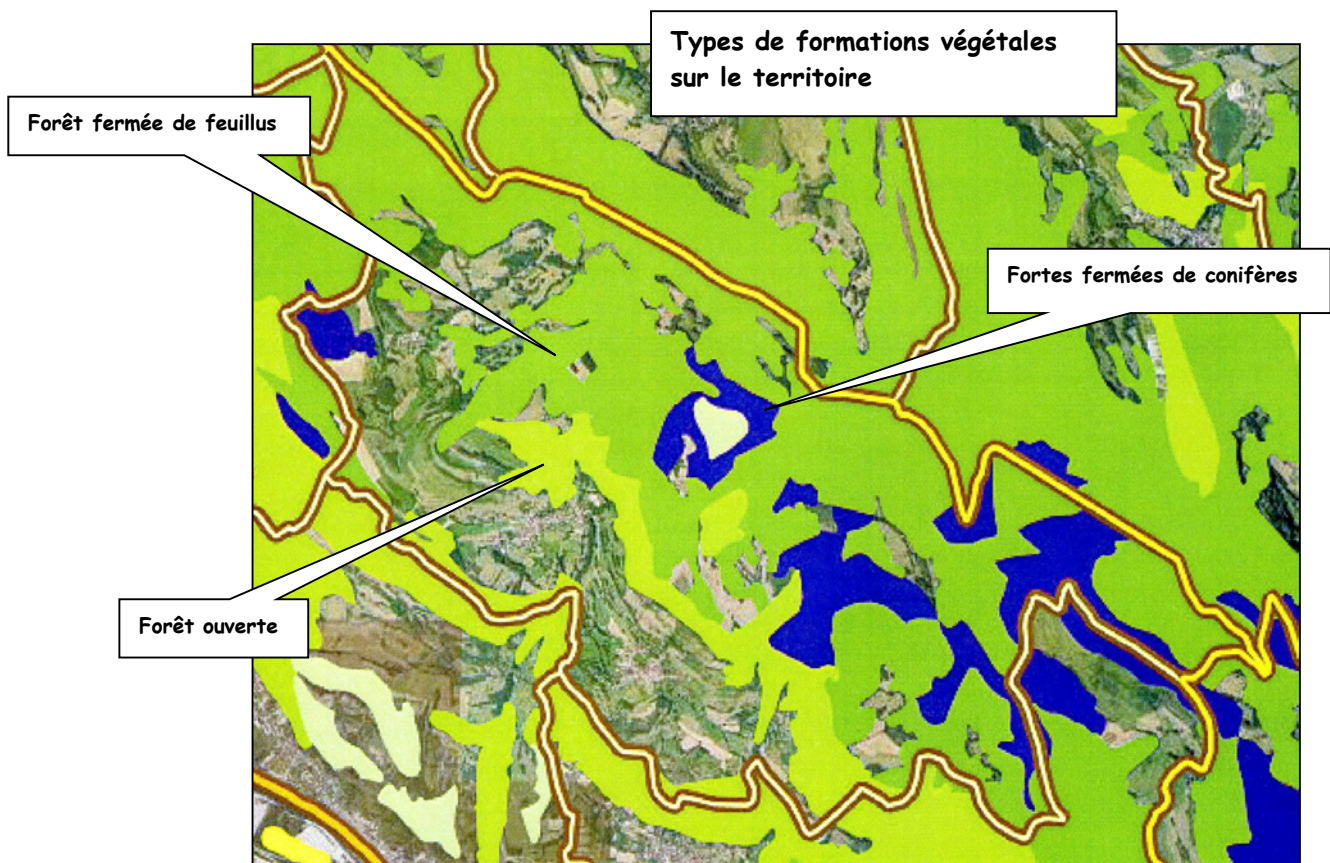 Types de formations végétales
sur le territoire
Forêt fermée de feuillus
Fortes fermées de conifères
Forêt ouverte